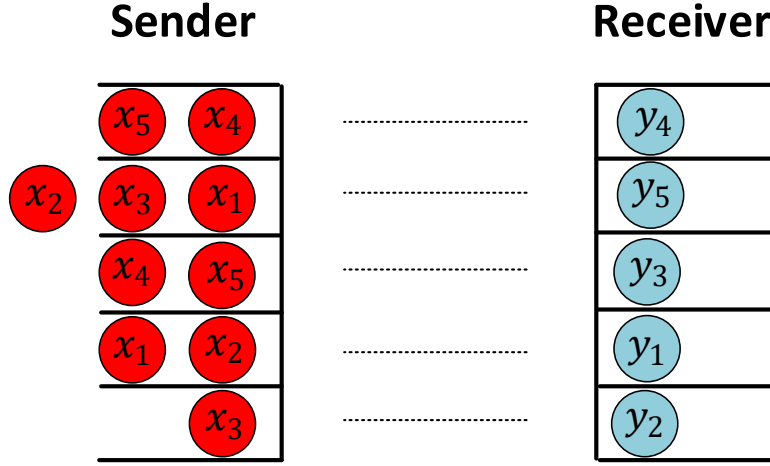 Sender Receiver
x₅ x₄ y₄
x₂ x₃ x₁ y₅
x₄ x₅ y₃
x₁ x₂ y₁
x₃ y₂